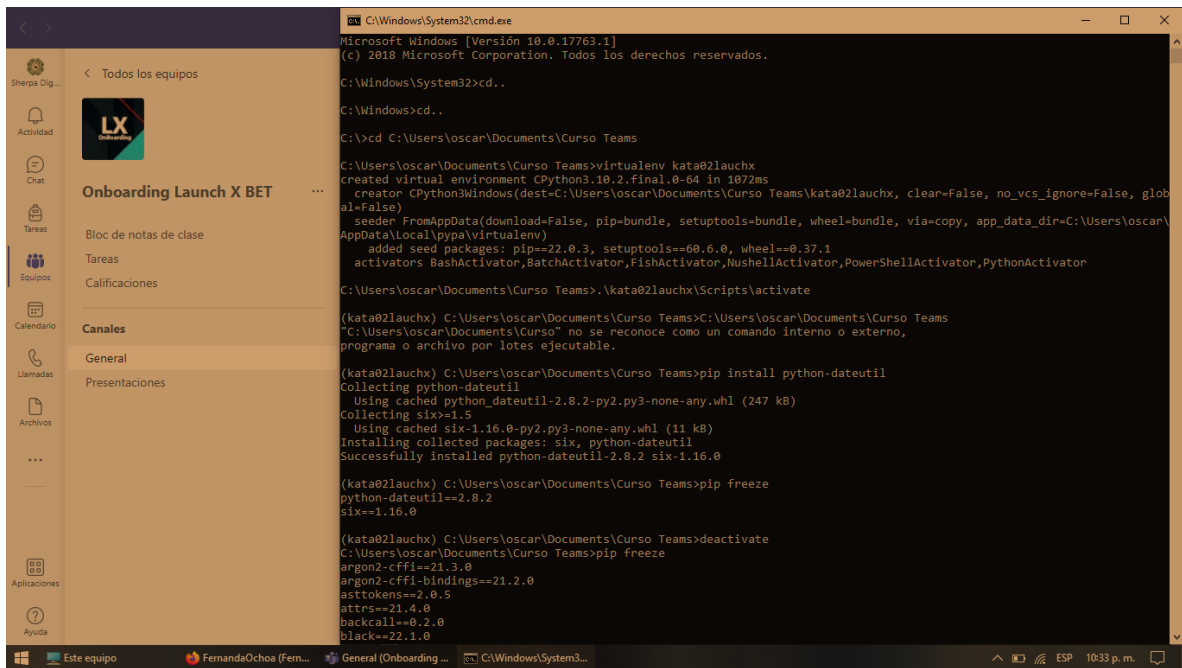 C:\Windows\System32\cmd.exe
Sherpa Dig...
Actividad
Chat
Tareas
Equipos
Calendario
Llamadas
Archivos
Aplicaciones
Ayuda
Todos los equipos
LX
OnBoarding
Onboarding Launch X BET
Bloc de notas de clase
Tareas
Calificaciones
Canales
General
Presentaciones
Microsoft Windows [Versión 10.0.17763.1]
(c) 2018 Microsoft Corporation. Todos los derechos reservados.
C:\Windows\System32>cd..
C:\Windows>cd..
C:\>cd C:\Users\oscar\Documents\Curso Teams
C:\Users\oscar\Documents\Curso Teams>virtualenv kata02lauchx
created virtual environment CPython3.10.2.final.0-64 in 1072ms
creator CPython3Windows(dest=C:\Users\oscar\Documents\Curso Teams\kata02lauchx, clear=False, no_vcs_ignore=False, glob
al=False)
seeder FromAppData(download=False, pip=bundle, setuptools=bundle, wheel=bundle, via=copy, app_data_dir=C:\Users\oscar\
AppData\Local\pypa\virtualenv)
added seed packages: pip==22.0.3, setuptools==60.6.0, wheel==0.37.1
activators BashActivator,BatchActivator,FishActivator,NushellActivator,PowerShellActivator,PythonActivator
C:\Users\oscar\Documents\Curso Teams>.\kata02lauchx\Scripts\activate
(kata02lauchx) C:\Users\oscar\Documents\Curso Teams>C:\Users\oscar\Documents\Curso Teams
"C:\Users\oscar\Documents\Curso" no se reconoce como un comando interno o externo,
programa o archivo por lotes ejecutable.
(kata02lauchx) C:\Users\oscar\Documents\Curso Teams>pip install python-dateutil
Collecting python-dateutil
Using cached python_dateutil-2.8.2-py2.py3-none-any.whl (247 kB)
Collecting six>=1.5
Using cached six-1.16.0-py2.py3-none-any.whl (11 kB)
Installing collected packages: six, python-dateutil
Successfully installed python-dateutil-2.8.2 six-1.16.0
(kata02lauchx) C:\Users\oscar\Documents\Curso Teams>pip freeze
python-dateutil==2.8.2
six==1.16.0
(kata02lauchx) C:\Users\oscar\Documents\Curso Teams>deactivate
C:\Users\oscar\Documents\Curso Teams>pip freeze
argon2-cffi==21.3.0
argon2-cffi-bindings==21.2.0
asttokens==2.0.5
attrs==21.4.0
backcall==0.2.0
black==22.1.0
Este equipo
FernandaOchoa (Fern...
General (Onboarding ...
C:\Windows\System3...
ESP
10:33 p. m.